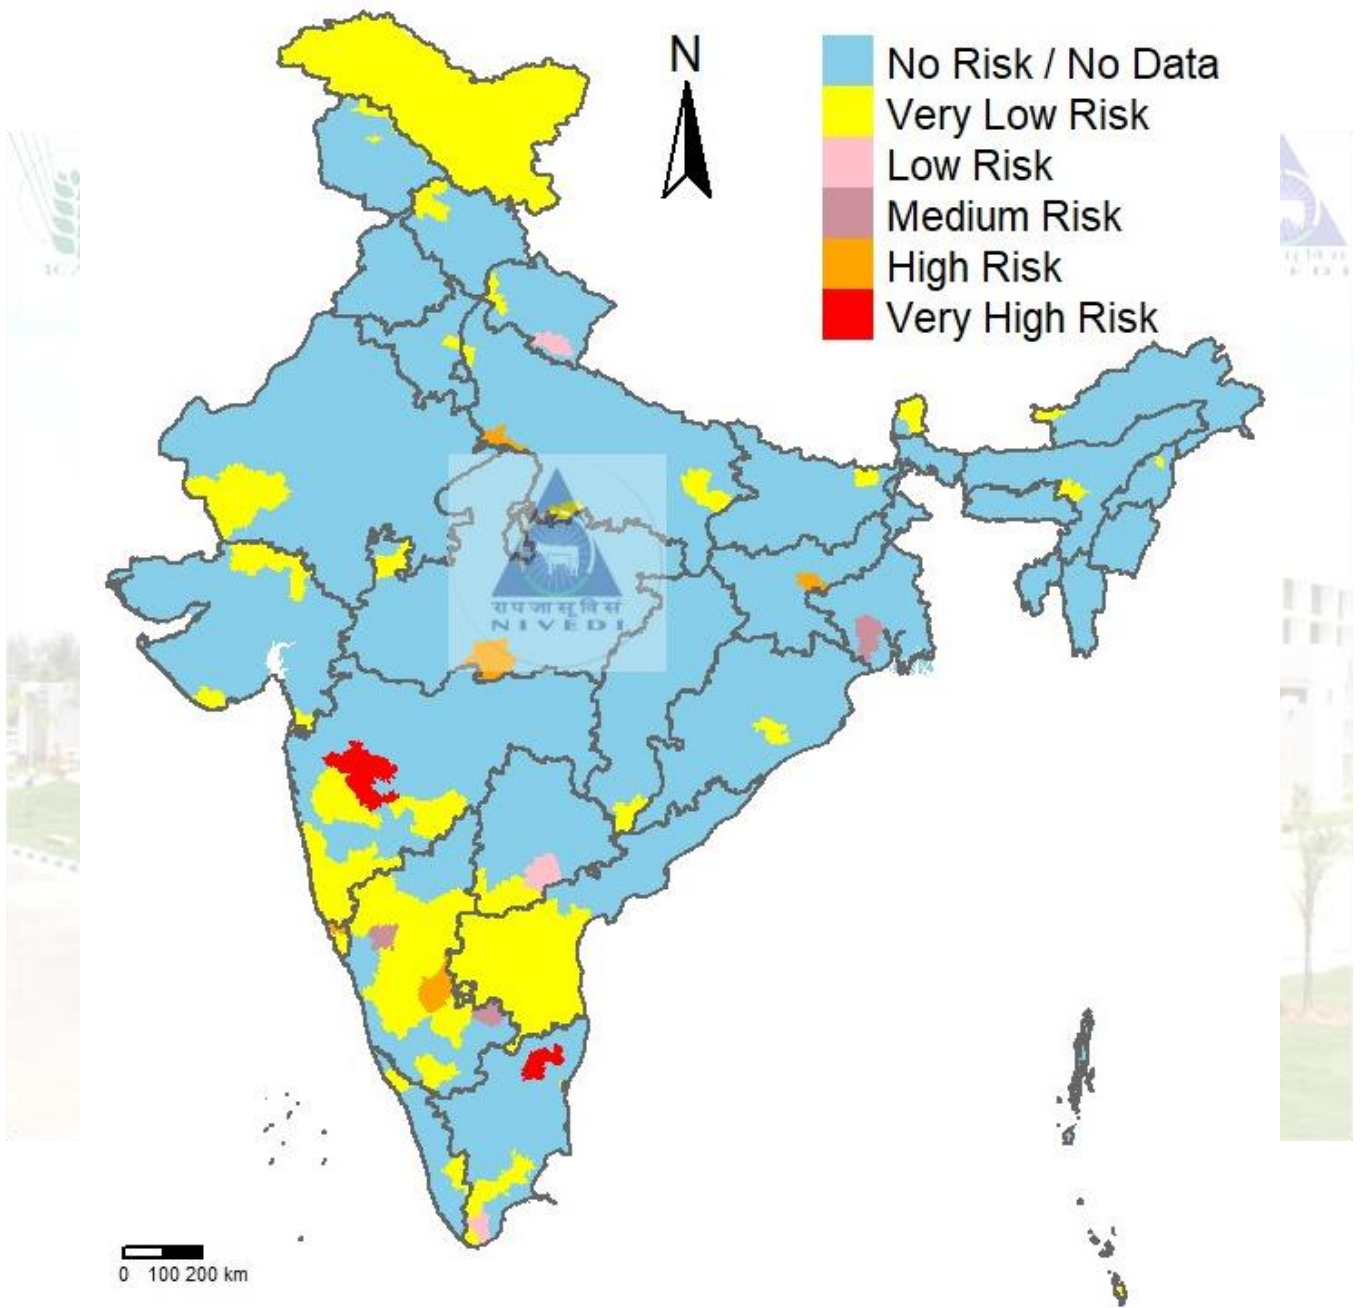 N
No Risk / No Data
Very Low Risk
Low Risk
Medium Risk
High Risk
Very High Risk
रापजासूविसं
NIVEDI
0 100 200 km